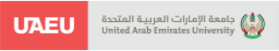 UAEU
جامعة الإمارات العربية المتحدة
United Arab Emirates University